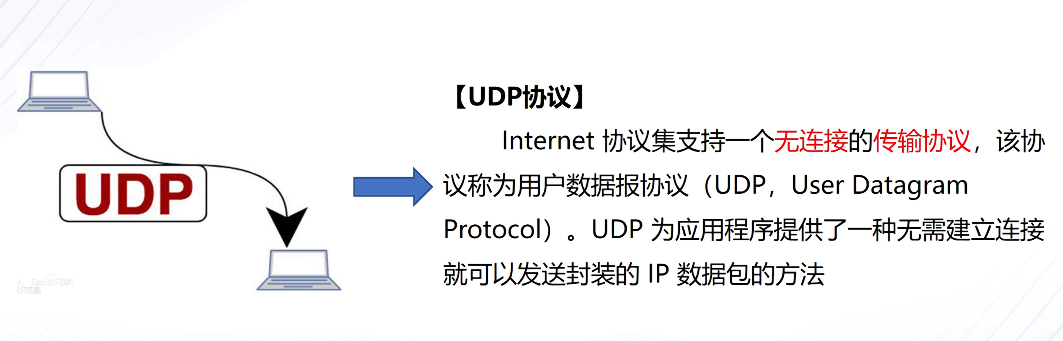 UDP
【UDP协议】
Internet 协议集支持一个无连接的传输协议，该协
议称为用户数据报协议（UDP，User Datagram
Protocol）。UDP 为应用程序提供了一种无需建立连接
就可以发送封装的 IP 数据包的方法